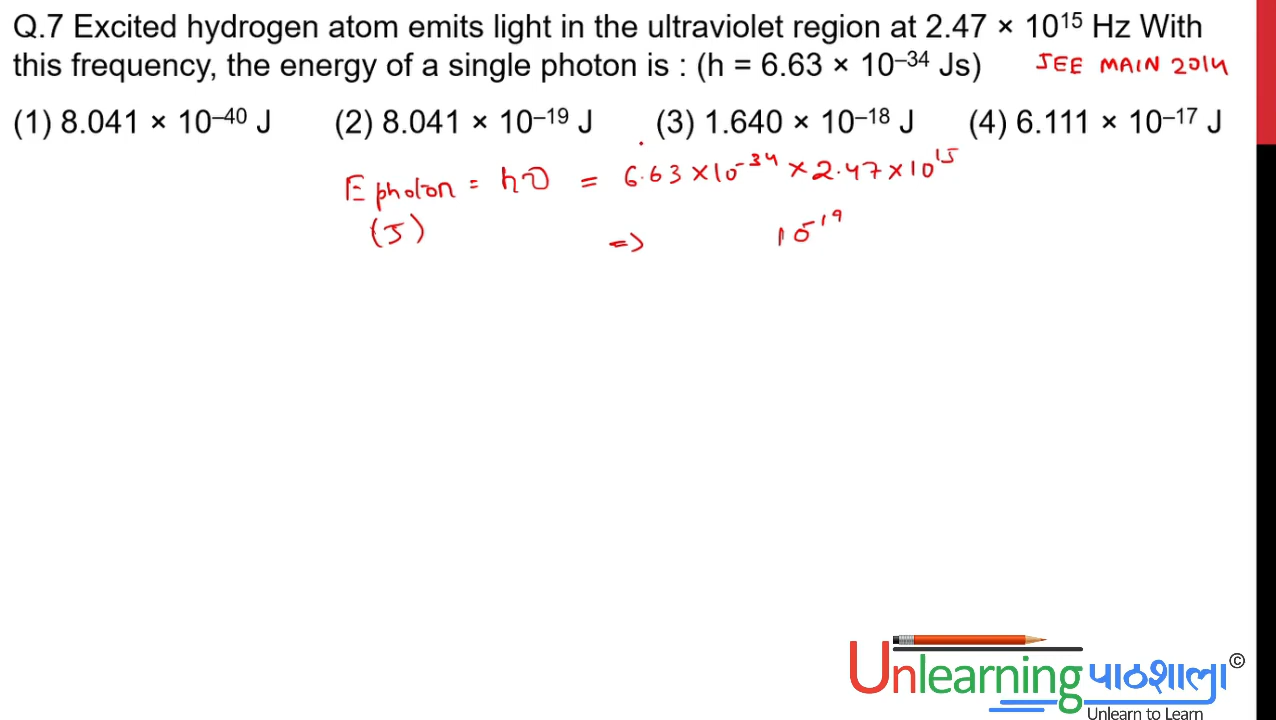 Q.7 Excited hydrogen atom emits light in the ultraviolet region at 2.47 × 10¹⁵ Hz With
this frequency, the energy of a single photon is : (h = 6.63 × 10⁻³⁴ Js) JEE MAIN 2014
(1) 8.041 × 10⁻⁴⁰ J (2) 8.041 × 10⁻¹⁹ J (3) 1.640 × 10⁻¹⁸ J (4) 6.111 × 10⁻¹⁷ J
E photon = hν = 6.63 × 10⁻³⁴ × 2.47 × 10¹⁵
(J) ⇒ 10⁻¹⁹
Unlearning पाठशाला ©
Unlearn to Learn